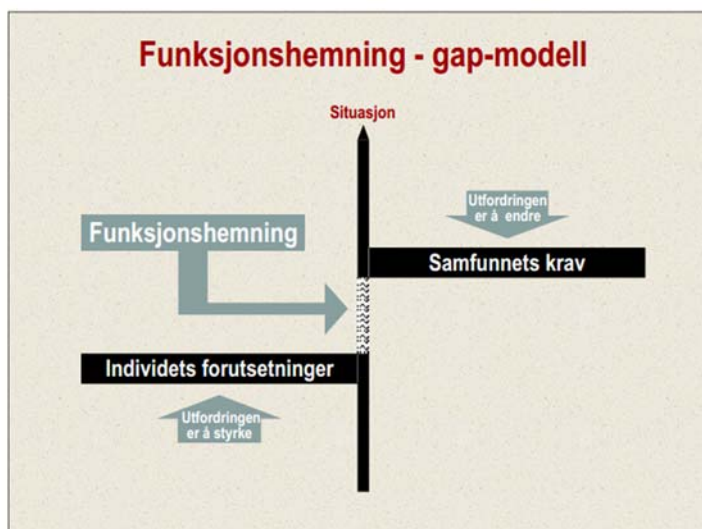 Funksjonshemning - gap-modell
Situasjon
Utfordringen
er å endre
Funksjonshemning
Samfunnets krav
Individets forutsetninger
Utfordringen
er å styrke